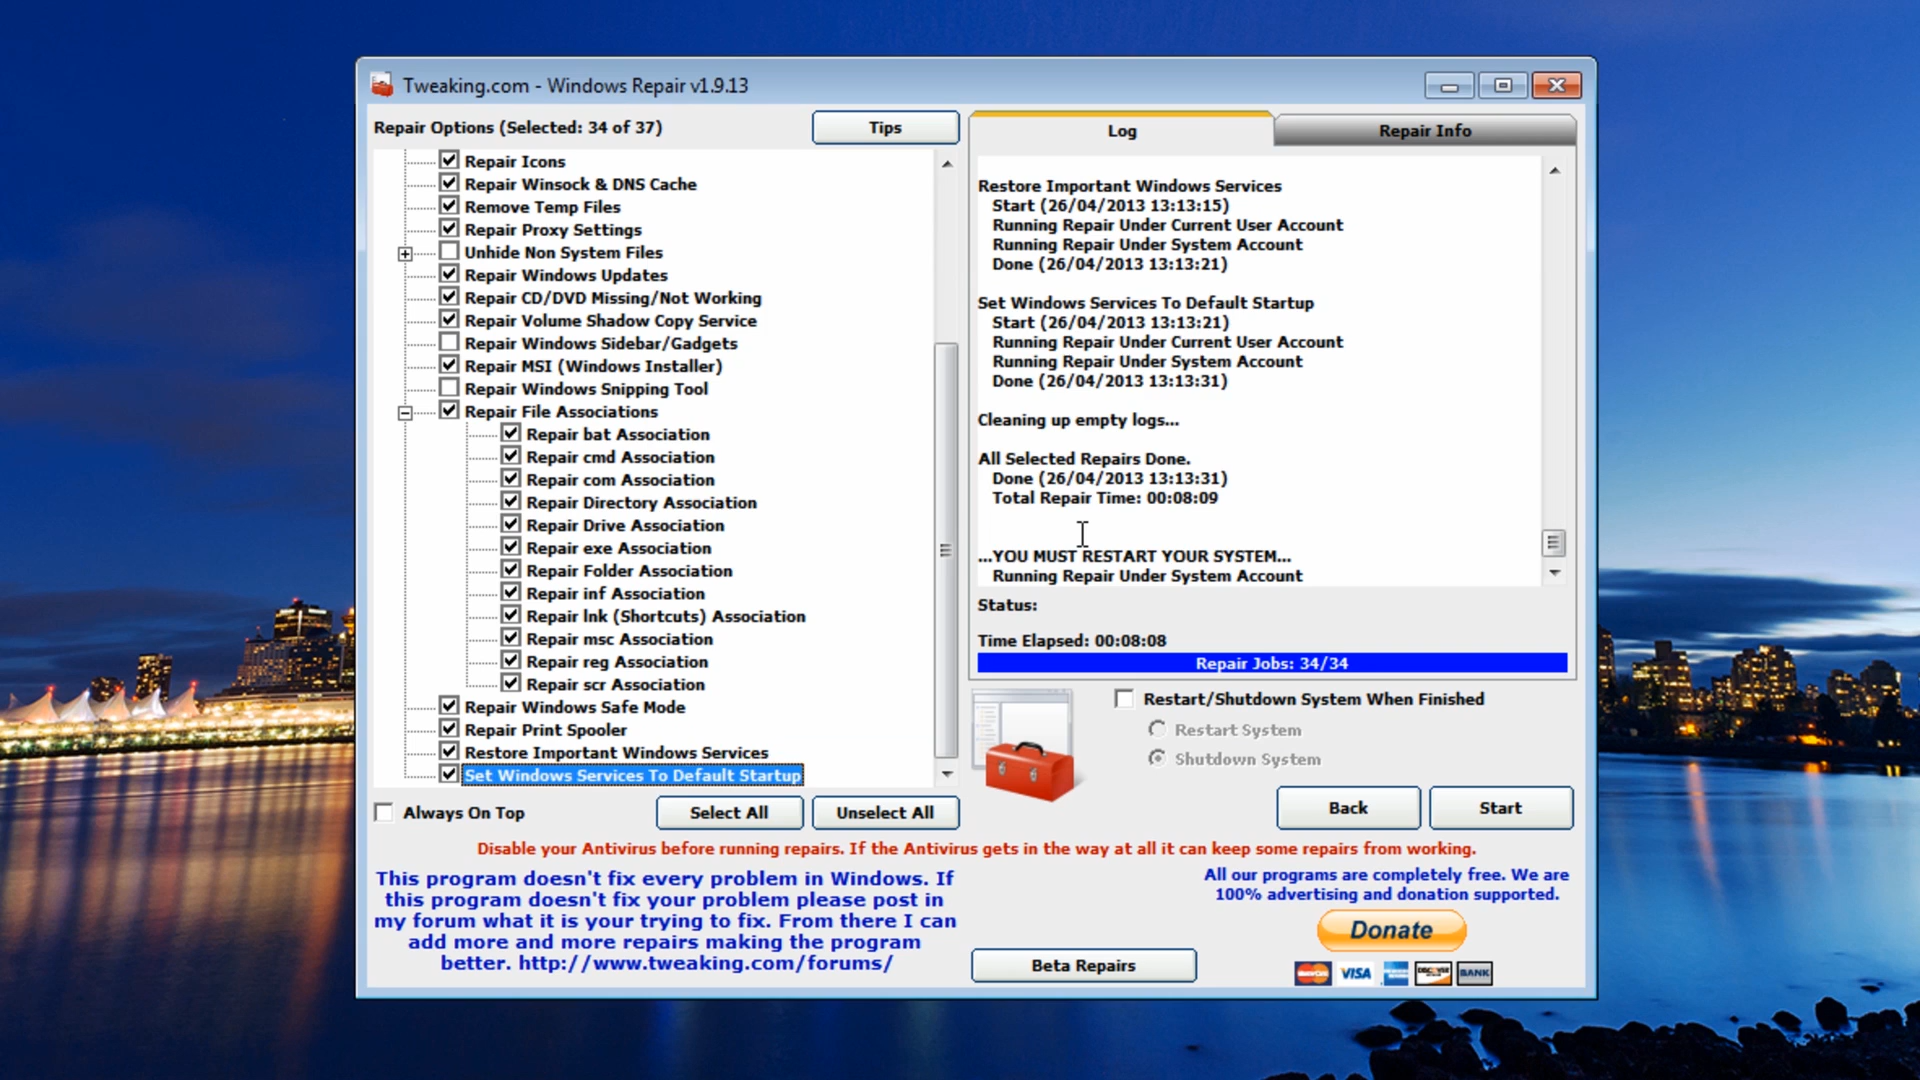 Tweaking.com - Windows Repair v1.9.13
Repair Options (Selected: 34 of 37)
Tips
Repair Icons
Repair Winsock & DNS Cache
Remove Temp Files
Repair Proxy Settings
Unhide Non System Files
Repair Windows Updates
Repair CD/DVD Missing/Not Working
Repair Volume Shadow Copy Service
Repair Windows Sidebar/Gadgets
Repair MSI (Windows Installer)
Repair Windows Snipping Tool
Repair File Associations
Repair bat Association
Repair cmd Association
Repair com Association
Repair Directory Association
Repair Drive Association
Repair exe Association
Repair Folder Association
Repair inf Association
Repair lnk (Shortcuts) Association
Repair msc Association
Repair reg Association
Repair scr Association
Repair Windows Safe Mode
Repair Print Spooler
Restore Important Windows Services
Set Windows Services To Default Startup
Always On Top
Select All
Unselect All
Log
Repair Info
Restore Important Windows Services
Start (26/04/2013 13:13:15)
Running Repair Under Current User Account
Running Repair Under System Account
Done (26/04/2013 13:13:21)
Set Windows Services To Default Startup
Start (26/04/2013 13:13:21)
Running Repair Under Current User Account
Running Repair Under System Account
Done (26/04/2013 13:13:31)
Cleaning up empty logs...
All Selected Repairs Done.
Done (26/04/2013 13:13:31)
Total Repair Time: 00:08:09
...YOU MUST RESTART YOUR SYSTEM...
Running Repair Under System Account
Status:
Time Elapsed: 00:08:08
Repair Jobs: 34/34
Restart/Shutdown System When Finished
Restart System
Shutdown System
Back
Start
Disable your Antivirus before running repairs. If the Antivirus gets in the way at all it can keep some repairs from working.
This program doesn't fix every problem in Windows. If
this program doesn't fix your problem please post in
my forum what it is your trying to fix. From there I can
add more and more repairs making the program
better. http://www.tweaking.com/forums/
Beta Repairs
All our programs are completely free. We are
100% advertising and donation supported.
Donate
VISA
BANK